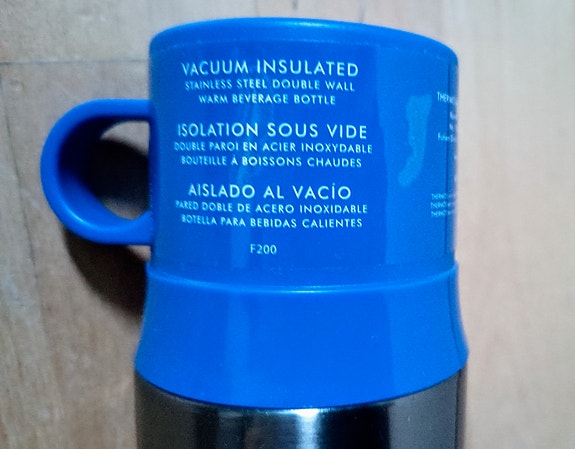 VACUUM INSULATED
STAINLESS STEEL DOUBLE WALL
WARM BEVERAGE BOTTLE
ISOLATION SOUS VIDE
DOUBLE PAROI EN ACIER INOXYDABLE
BOUTEILLE À BOISSONS CHAUDES
AISLADO AL VACÍO
PARED DOBLE DE ACERO INOXIDABLE
BOTELLA PARA BEBIDAS CALIENTES
F200